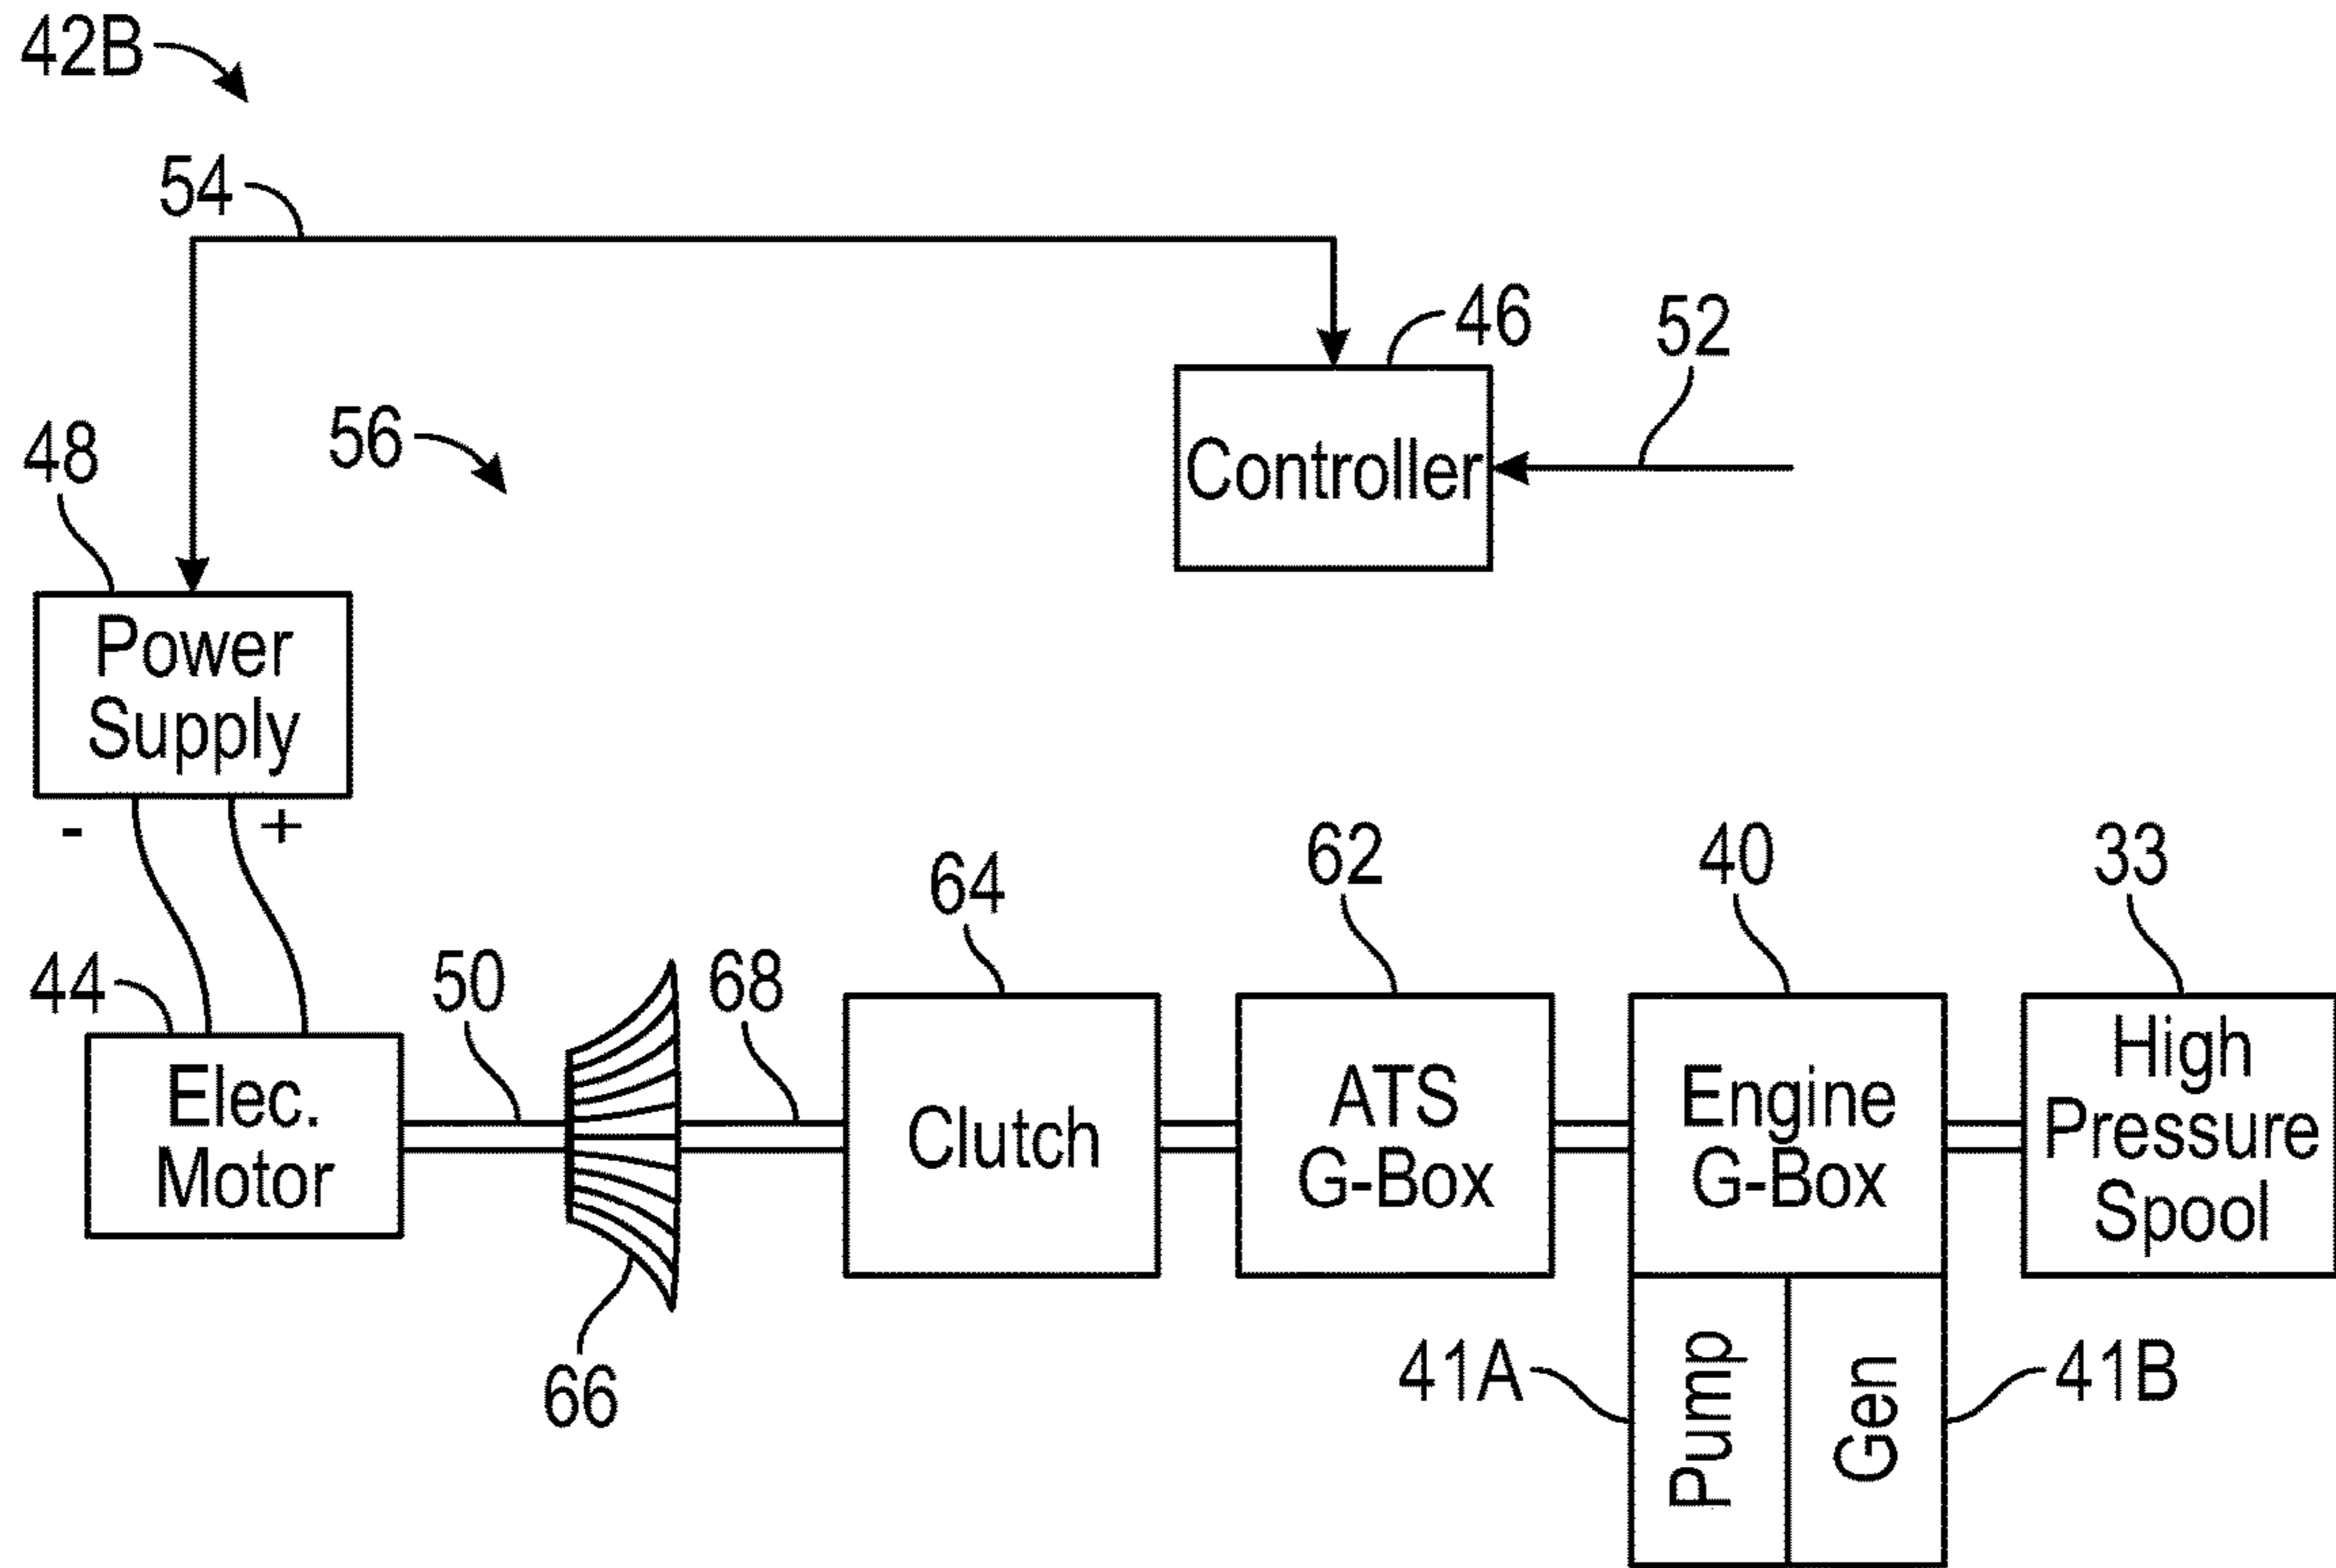 42B
54
46
52
56
48
Controller
Power
Supply
- +
44
50
68
64
62
40
33
Elec.
Motor
Clutch
ATS
G-Box
Engine
G-Box
High
Pressure
Spool
66
41A
Pump
Gen
41B